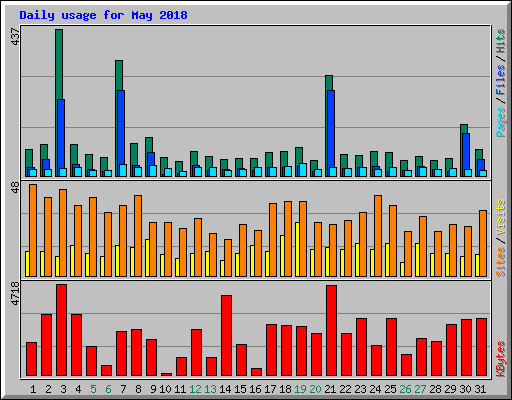 Daily usage for May 2018
437
Pages / Files / Hits
48
Sites / Visits
4718
KBytes
1 2 3 4 5 6 7 8 9 10 11 12 13 14 15 16 17 18 19 20 21 22 23 24 25 26 27 28 29 30 31